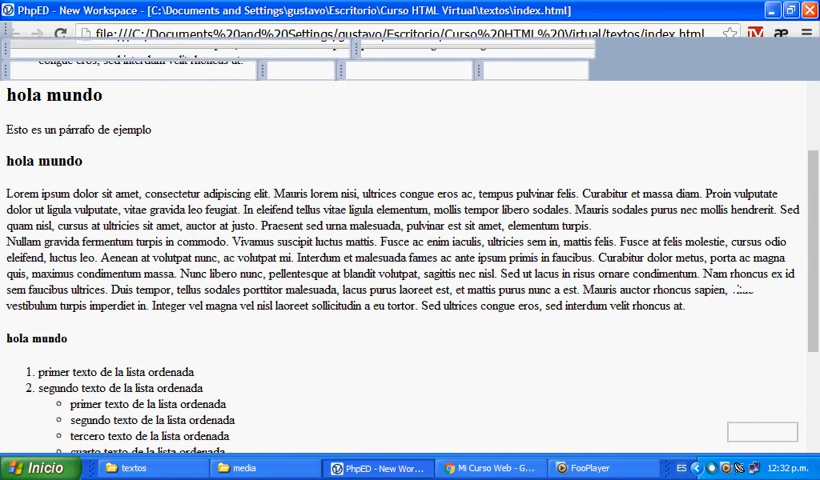 PhpED - New Workspace - [C:\Documents and Settings\gustavo\Escritorio\Curso HTML Virtual\textos\index.html]
file:///C:/Documents%20and%20Settings/gustavo/Escritorio/Curso%20HTML%20Virtual/textos/index.html
congue eros, sed interdum velit rhoncus ut.
hola mundo
Esto es un párrafo de ejemplo
hola mundo
Lorem ipsum dolor sit amet, consectetur adipiscing elit. Mauris lorem nisi, ultrices congue eros ac, tempus pulvinar felis. Curabitur et massa diam. Proin vulputate
dolor ut ligula vulputate, vitae gravida leo feugiat. In eleifend tellus vitae ligula elementum, mollis tempor libero sodales. Mauris sodales purus nec mollis hendrerit. Sed
quam nisl, cursus at ultricies sit amet, auctor at justo. Praesent sed urna malesuada, pulvinar est sit amet, elementum turpis.
Nullam gravida fermentum turpis in commodo. Vivamus suscipit luctus mattis. Fusce ac enim iaculis, ultricies sem in, mattis felis. Fusce at felis molestie, cursus odio
eleifend, luctus leo. Aenean at volutpat nunc, ac volutpat mi. Interdum et malesuada fames ac ante ipsum primis in faucibus. Curabitur dolor metus, porta ac magna
quis, maximus condimentum massa. Nunc libero nunc, pellentesque at blandit volutpat, sagittis nec nisl. Sed ut lacus in risus ornare condimentum. Nam rhoncus ex id
sem faucibus ultrices. Duis tempor, tellus sodales porttitor malesuada, lacus purus laoreet est, et mattis purus nunc a est. Mauris auctor rhoncus sapien,
vestibulum turpis imperdiet in. Integer vel magna vel nisl laoreet sollicitudin a eu tortor. Sed ultrices congue eros, sed interdum velit rhoncus at.
hola mundo
1. primer texto de la lista ordenada
2. segundo texto de la lista ordenada
primer texto de la lista ordenada
segundo texto de la lista ordenada
tercero texto de la lista ordenada
cuarto texto de la lista ordenada
Inicio
textos
media
PhpED - New Wor...
Mi Curso Web - G...
FooPlayer
ES
12:32 p.m.